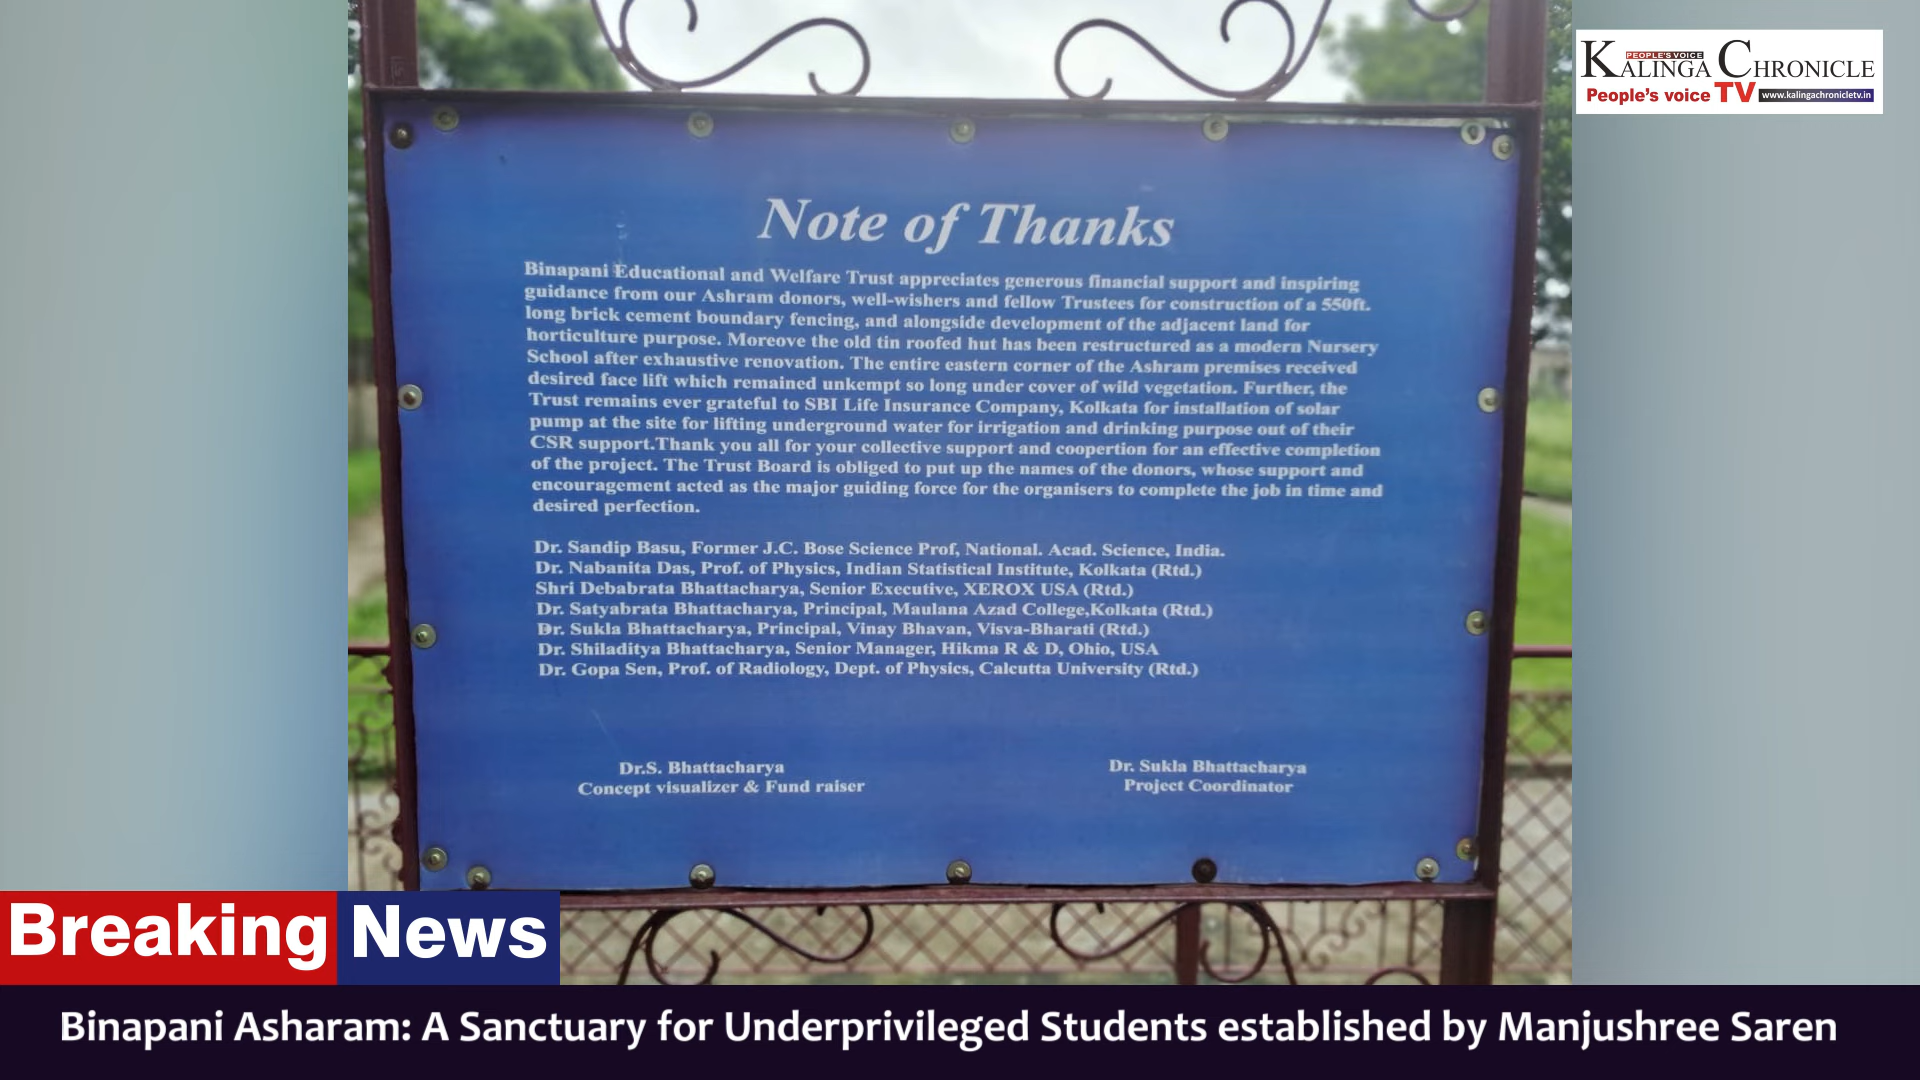 PEOPLE'S VOICE
KALINGA CHRONICLE
People's voice TV www.kalingachronicletv.in
Note of Thanks
Binapani Educational and Welfare Trust appreciates generous financial support and inspiring
guidance from our Ashram donors, well-wishers and fellow Trustees for construction of a 550ft.
long brick cement boundary fencing, and alongside development of the adjacent land for
horticulture purpose. Moreove the old tin roofed hut has been restructured as a modern Nursery
School after exhaustive renovation. The entire eastern corner of the Ashram premises received
desired face lift which remained unkempt so long under cover of wild vegetation. Further, the
Trust remains ever grateful to SBI Life Insurance Company, Kolkata for installation of solar
pump at the site for lifting underground water for irrigation and drinking purpose out of their
CSR support.Thank you all for your collective support and coopertion for an effective completion
of the project. The Trust Board is obliged to put up the names of the donors, whose support and
encouragement acted as the major guiding force for the organisers to complete the job in time and
desired perfection.
Dr. Sandip Basu, Former J.C. Bose Science Prof, National. Acad. Science, India.
Dr. Nabanita Das, Prof. of Physics, Indian Statistical Institute, Kolkata (Rtd.)
Shri Debabrata Bhattacharya, Senior Executive, XEROX USA (Rtd.)
Dr. Satyabrata Bhattacharya, Principal, Maulana Azad College,Kolkata (Rtd.)
Dr. Sukla Bhattacharya, Principal, Vinay Bhavan, Visva-Bharati (Rtd.)
Dr. Shiladitya Bhattacharya, Senior Manager, Hikma R & D, Ohio, USA
Dr. Gopa Sen, Prof. of Radiology, Dept. of Physics, Calcutta University (Rtd.)
Dr.S. Bhattacharya
Concept visualizer & Fund raiser
Dr. Sukla Bhattacharya
Project Coordinator
Breaking News
Binapani Asharam: A Sanctuary for Underprivileged Students established by Manjushree Saren